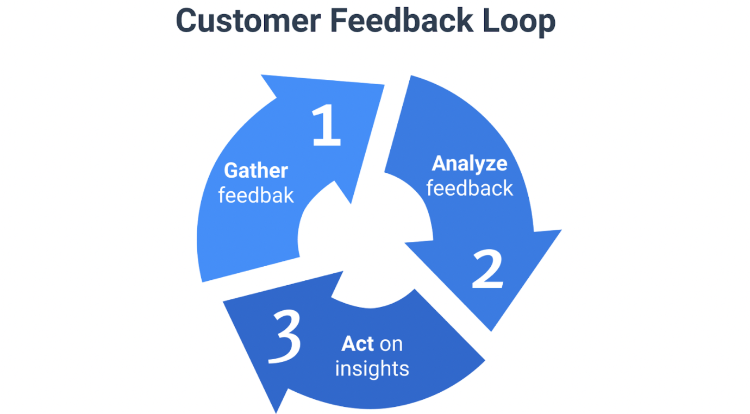 Customer Feedback Loop
1
Gather
feedbak
Analyze
feedback
2
3
Act on
insights